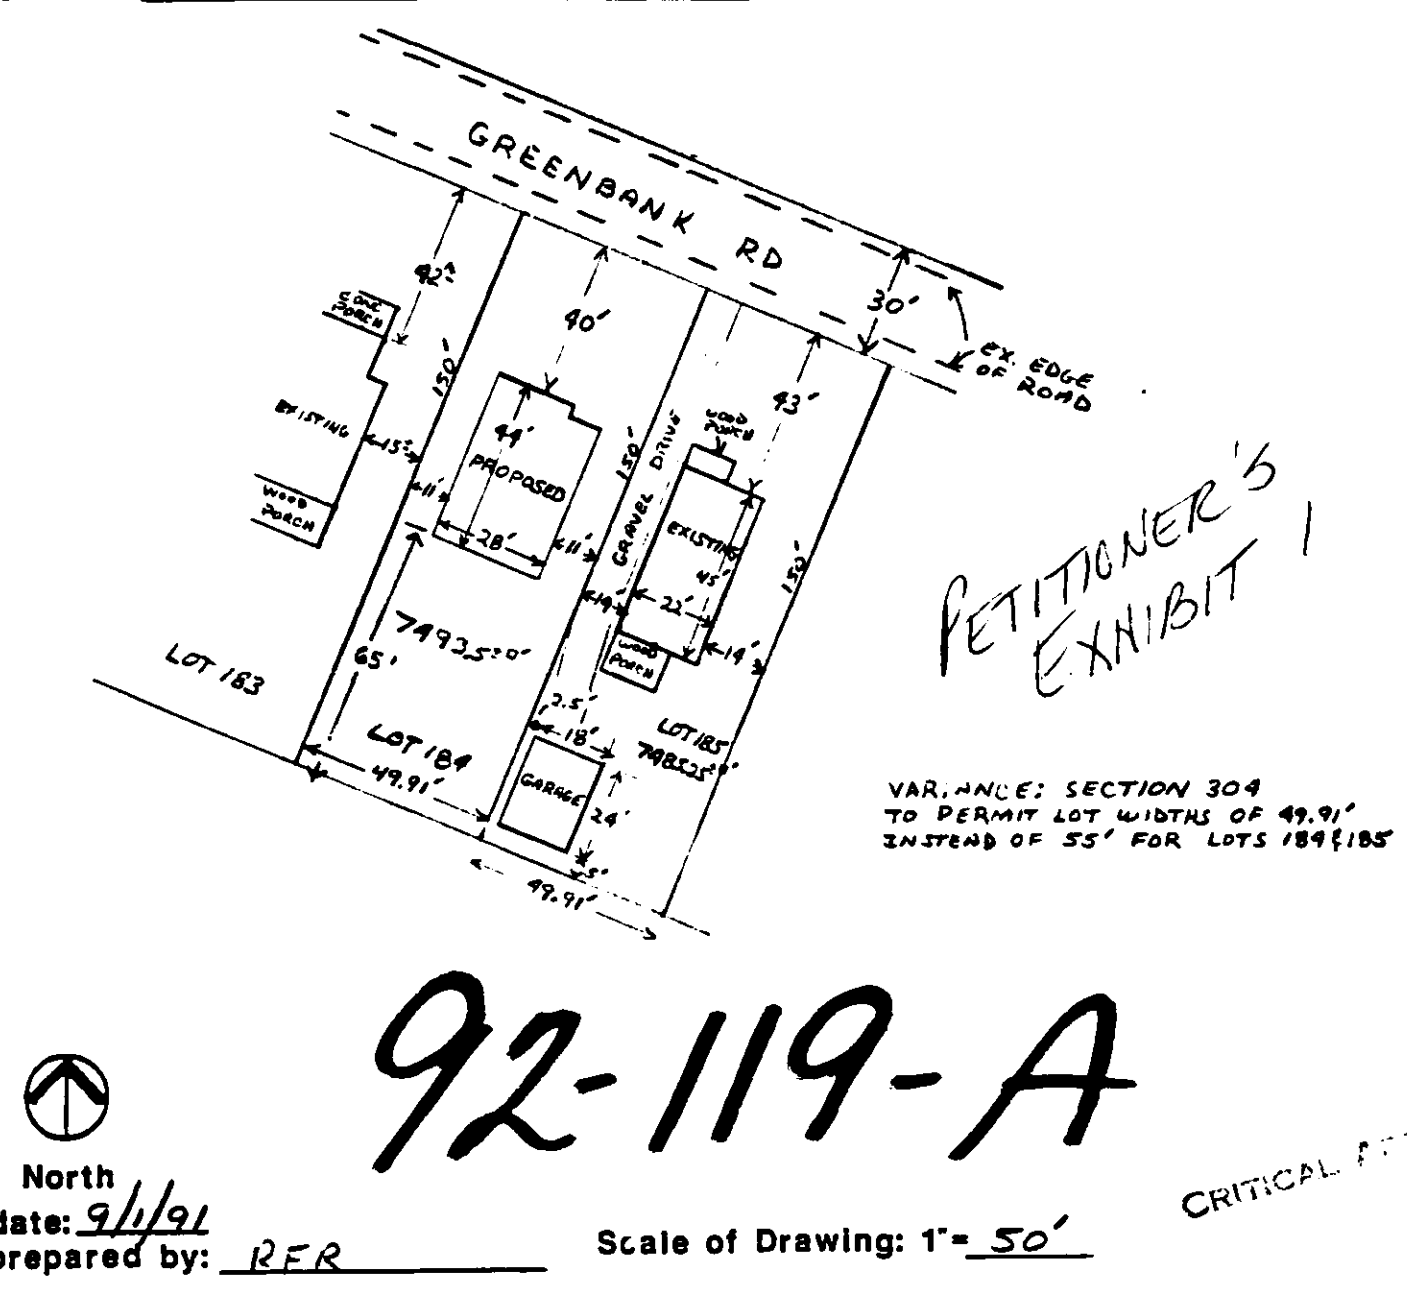 GREENBANK RD
42'±
40'
30'
EX. EDGE
OF ROAD
CONC
PORCH
150'
43'
EXISTING
15'±
44'
PROPOSED
11'
28'
11'
150'
GRAVEL DRIVE
WOOD
PORCH
EXISTING
45'
22'
14'
14'
150'
WOOD
PORCH
WOOD
PORCH
PETITIONER'S
EXHIBIT 1
LOT 183
65'
LOT 184
49.91'
2.5'
18'
GARAGE
24'
5'
LOT 185
49.91'
VARIANCE: SECTION 304
TO PERMIT LOT WIDTHS OF 49.91'
INSTEAD OF 55' FOR LOTS 184 & 185
92-119-A
North
date: 9/1/91
prepared by: RFR
Scale of Drawing: 1"= 50'
CRITICAL